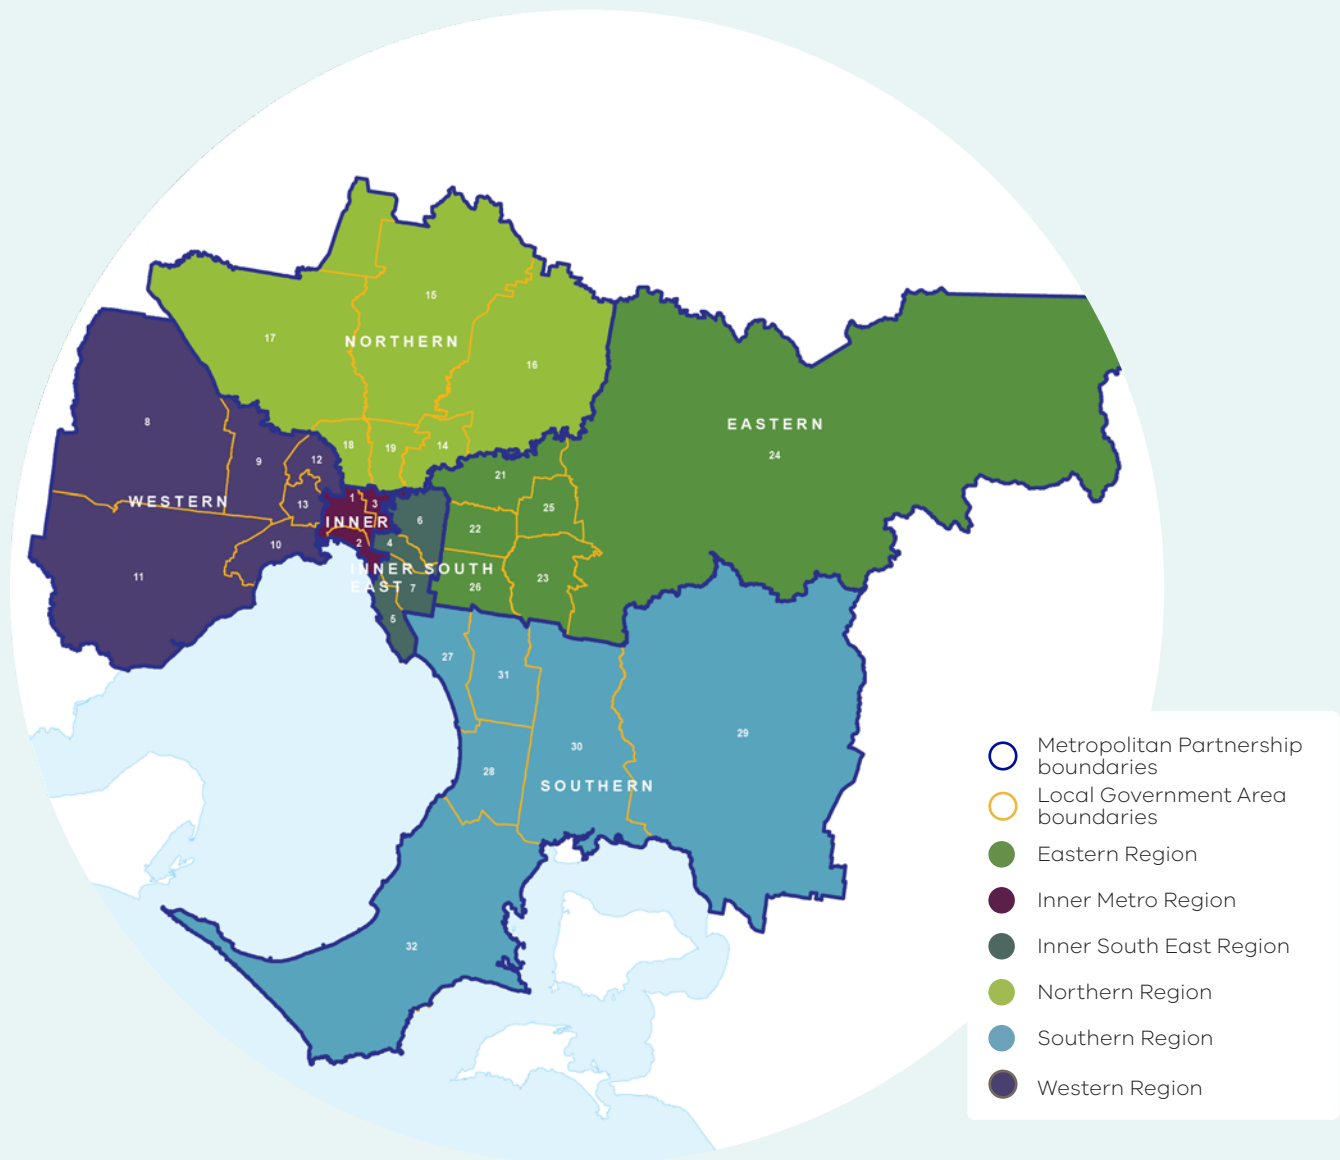 15
17
NORTHERN
16
8
EASTERN
18
19
14
24
9
12
21
WESTERN
13
1
3
25
INNER
6
22
10
2
4
11
INNER SOUTH
EAST
7
26
23
5
27
31
29
30
28
SOUTHERN
32
Metropolitan Partnership
boundaries
Local Government Area
boundaries
Eastern Region
Inner Metro Region
Inner South East Region
Northern Region
Southern Region
Western Region